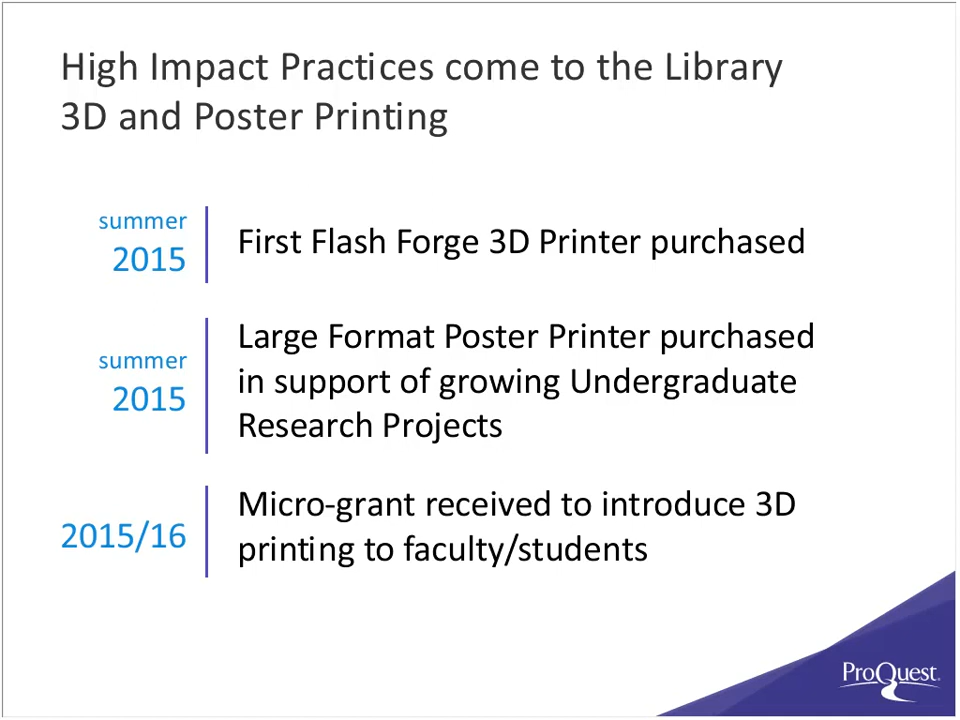 High Impact Practices come to the Library
3D and Poster Printing
summer
2015
First Flash Forge 3D Printer purchased
summer
2015
Large Format Poster Printer purchased
in support of growing Undergraduate
Research Projects
2015/16
Micro-grant received to introduce 3D
printing to faculty/students
ProQuest